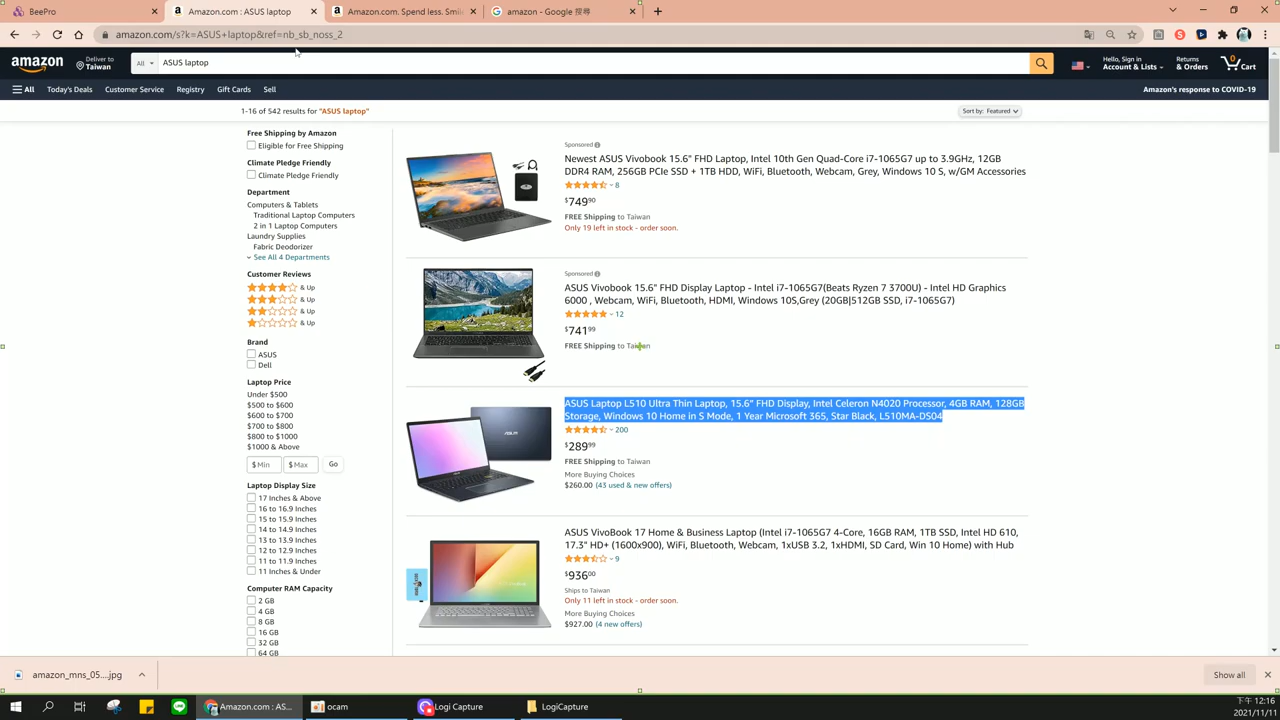 BeePro
Amazon.com : ASUS laptop
Amazon.com. Spend less. Smil
amazon - Google 搜尋
amazon.com/s?k=ASUS+laptop&ref=nb_sb_noss_2
amazon
Deliver to
Taiwan
All
ASUS laptop
Hello, Sign in
Account & Lists
Returns
& Orders
0
Cart
All
Today's Deals
Customer Service
Registry
Gift Cards
Sell
Amazon's response to COVID-19
1-16 of 542 results for "ASUS laptop"
Sort by: Featured
Free Shipping by Amazon
Eligible for Free Shipping
Climate Pledge Friendly
Climate Pledge Friendly
Department
Computers & Tablets
Traditional Laptop Computers
2 in 1 Laptop Computers
Laundry Supplies
Fabric Deodorizer
See All 4 Departments
Customer Reviews
& Up
& Up
& Up
& Up
Brand
ASUS
Dell
Laptop Price
Under $500
$500 to $600
$600 to $700
$700 to $800
$800 to $1000
$1000 & Above
$ Min
$ Max
Go
Laptop Display Size
17 Inches & Above
16 to 16.9 Inches
15 to 15.9 Inches
14 to 14.9 Inches
13 to 13.9 Inches
12 to 12.9 Inches
11 to 11.9 Inches
11 Inches & Under
Computer RAM Capacity
2 GB
4 GB
8 GB
16 GB
32 GB
64 GB
Sponsored
Newest ASUS Vivobook 15.6" FHD Laptop, Intel 10th Gen Quad-Core i7-1065G7 up to 3.9GHz, 12GB
DDR4 RAM, 256GB PCIe SSD + 1TB HDD, WiFi, Bluetooth, Webcam, Grey, Windows 10 S, w/GM Accessories
8
$74990
FREE Shipping to Taiwan
Only 19 left in stock - order soon.
Sponsored
ASUS Vivobook 15.6" FHD Display Laptop - Intel i7-1065G7(Beats Ryzen 7 3700U) - Intel HD Graphics
6000 , Webcam, WiFi, Bluetooth, HDMI, Windows 10S,Grey (20GB|512GB SSD, i7-1065G7)
12
$74199
FREE Shipping to Taiwan
ASUS Laptop L510 Ultra Thin Laptop, 15.6" FHD Display, Intel Celeron N4020 Processor, 4GB RAM, 128GB
Storage, Windows 10 Home in S Mode, 1 Year Microsoft 365, Star Black, L510MA-DS04
200
$28999
FREE Shipping to Taiwan
More Buying Choices
$260.00 (43 used & new offers)
ASUS VivoBook 17 Home & Business Laptop (Intel i7-1065G7 4-Core, 16GB RAM, 1TB SSD, Intel HD 610,
17.3" HD+ (1600x900), WiFi, Bluetooth, Webcam, 1xUSB 3.2, 1xHDMI, SD Card, Win 10 Home) with Hub
9
$93600
Ships to Taiwan
Only 11 left in stock - order soon.
More Buying Choices
$927.00 (4 new offers)
amazon_mns_05....jpg
Show all
Amazon.com : AS...
ocam
Logi Capture
LogiCapture
下午 12:16
2021/11/11